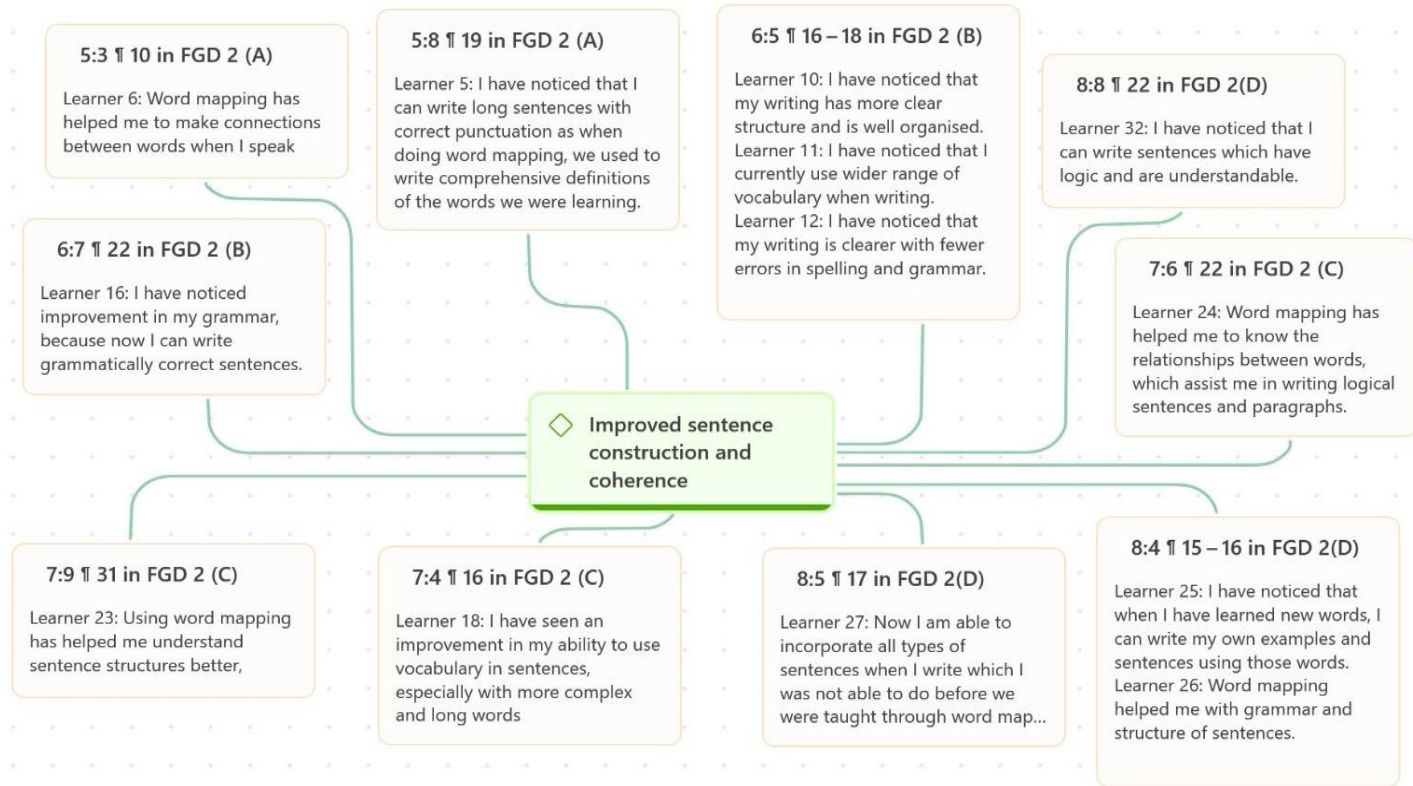 5:3 ¶ 10 in FGD 2 (A)
Learner 6: Word mapping has
helped me to make connections
between words when I speak
5:8 ¶ 19 in FGD 2 (A)
Learner 5: I have noticed that I
can write long sentences with
correct punctuation as when
doing word mapping, we used to
write comprehensive definitions
of the words we were learning.
6:5 ¶ 16 – 18 in FGD 2 (B)
Learner 10: I have noticed that
my writing has more clear
structure and is well organised.
Learner 11: I have noticed that I
currently use wider range of
vocabulary when writing.
Learner 12: I have noticed that
my writing is clearer with fewer
errors in spelling and grammar.
8:8 ¶ 22 in FGD 2(D)
Learner 32: I have noticed that I
can write sentences which have
logic and are understandable.
6:7 ¶ 22 in FGD 2 (B)
Learner 16: I have noticed
improvement in my grammar,
because now I can write
grammatically correct sentences.
7:6 ¶ 22 in FGD 2 (C)
Learner 24: Word mapping has
helped me to know the
relationships between words,
which assist me in writing logical
sentences and paragraphs.
Improved sentence
construction and
coherence
7:9 ¶ 31 in FGD 2 (C)
Learner 23: Using word mapping
has helped me understand
sentence structures better,
7:4 ¶ 16 in FGD 2 (C)
Learner 18: I have seen an
improvement in my ability to use
vocabulary in sentences,
especially with more complex
and long words
8:5 ¶ 17 in FGD 2(D)
Learner 27: Now I am able to
incorporate all types of
sentences when I write which I
was not able to do before we
were taught through word map...
8:4 ¶ 15 – 16 in FGD 2(D)
Learner 25: I have noticed that
when I have learned new words, I
can write my own examples and
sentences using those words.
Learner 26: Word mapping
helped me with grammar and
structure of sentences.